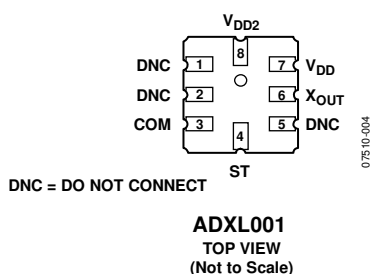 VDD2
8
DNC 1 7 VDD
DNC 2 6 XOUT
COM 3 5 DNC
4
ST
DNC = DO NOT CONNECT
ADXL001
TOP VIEW
(Not to Scale)
07510-004